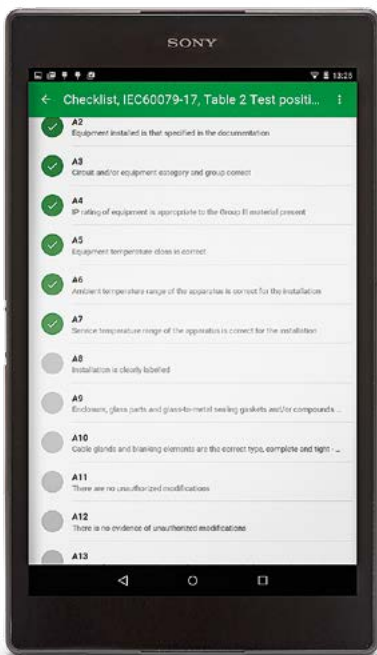 SONY
13:25
Checklist, IEC60079-17, Table 2 Test positi...
A2
Equipment installed is that specified in the documentation
A3
Circuit and/or equipment category and group correct
A4
IP rating of equipment is appropriate to the Group III material present
A5
Equipment temperature class is correct
A6
Ambient temperature range of the apparatus is correct for the installation
A7
Service temperature range of the apparatus is correct for the installation
A8
Installation is clearly labelled
A9
Enclosure, glass parts and glass-to-metal sealing gaskets and/or compounds ...
A10
Cable glands and blanking elements are the correct type, complete and tight - ...
A11
There are no unauthorized modifications
A12
There is no evidence of unauthorized modifications
A13